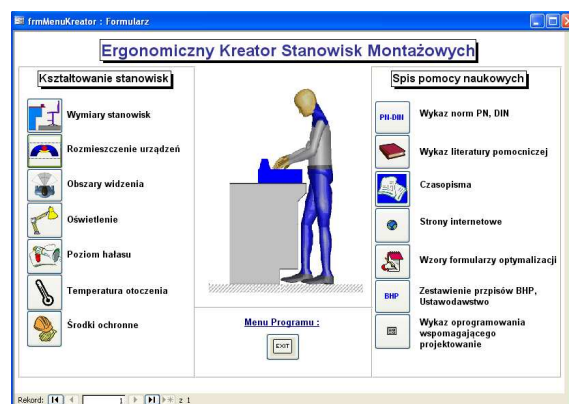 frmMenuKreator : Formularz
Ergonomiczny Kreator Stanowisk Montażowych
Kształtowanie stanowisk
Wymiary stanowisk
Rozmieszczenie urządzeń
Obszary widzenia
Oświetlenie
Poziom hałasu
Temperatura otoczenia
Środki ochronne
Menu Programu :
EXIT
Spis pomocy naukowych
PN-DIN
Wykaz norm PN, DIN
Wykaz literatury pomocniczej
Czasopisma
Strony internetowe
Wzory formularzy optymalizacji
BHP
Zestawienie przpisów BHP,
Ustawodawstwo
Wykaz oprogramowania
wspomagającego
projektowanie
Rekord: 1 z 1